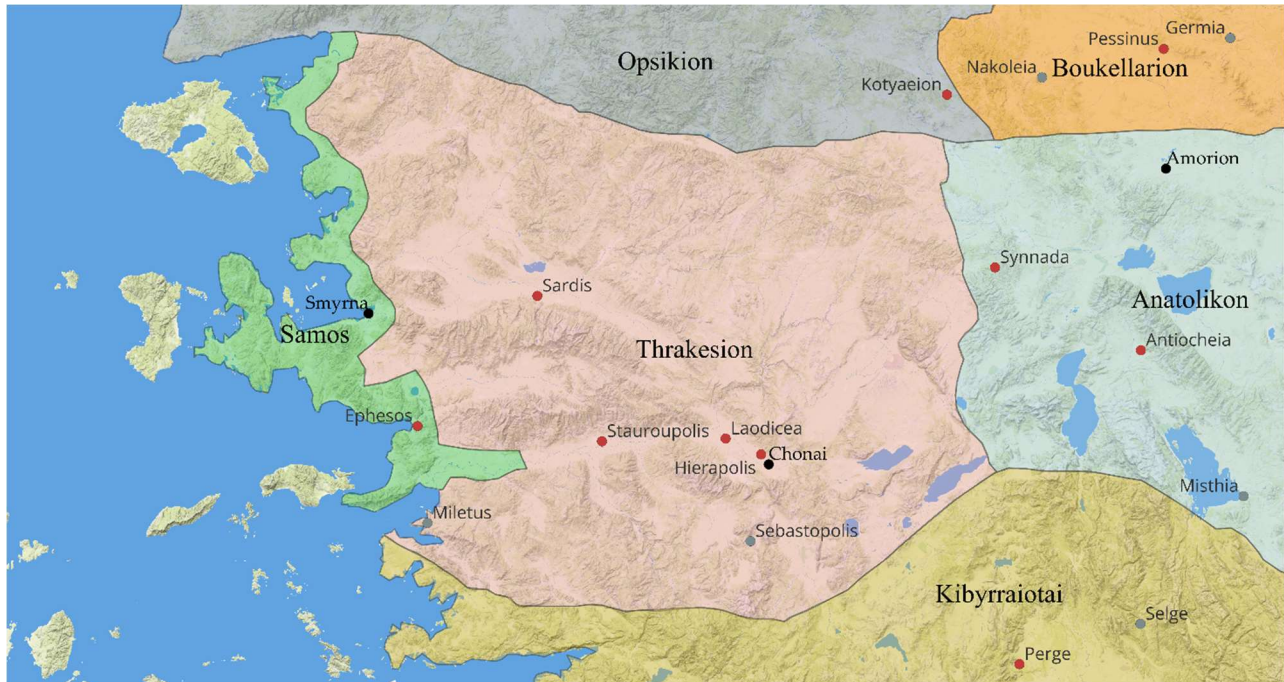 Germia
Pessinus
Opsikion
Nakoleia
Boukellarion
Kotyaeion
Amorion
Synnada
Sardis
Smyrna
Anatolikon
Samos
Thrakesion
Antiocheia
Ephesos
Stauroupolis
Laodicea
Chonai
Hierapolis
Misthia
Miletus
Sebastopolis
Kibyrraiotai
Selge
Perge